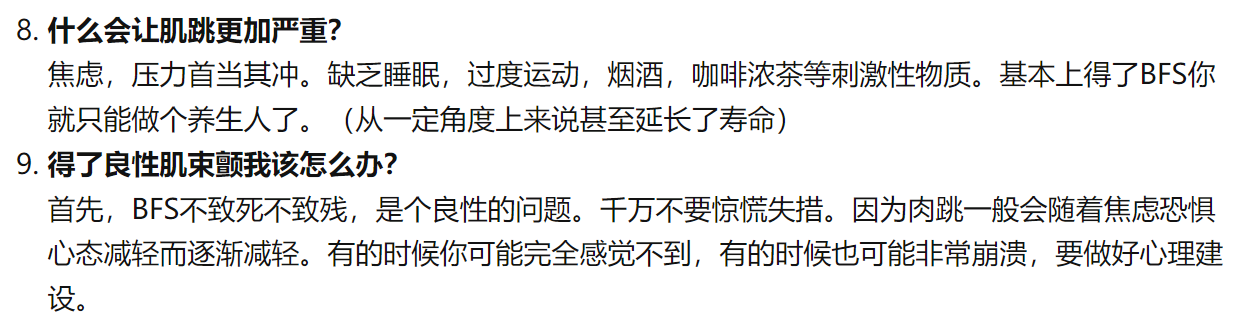 8. 什么会让肌跳更加严重？
焦虑，压力首当其冲。缺乏睡眠，过度运动，烟酒，咖啡浓茶等刺激性物质。基本上得了BFS你
就只能做个养生人了。（从一定角度上来说甚至延长了寿命）
9. 得了良性肌束颤我该怎么办？
首先，BFS不致死不致残，是个良性的问题。千万不要惊慌失措。因为肉跳一般会随着焦虑恐惧
心态减轻而逐渐减轻。有的时候你可能完全感觉不到，有的时候也可能非常崩溃，要做好心理建
设。